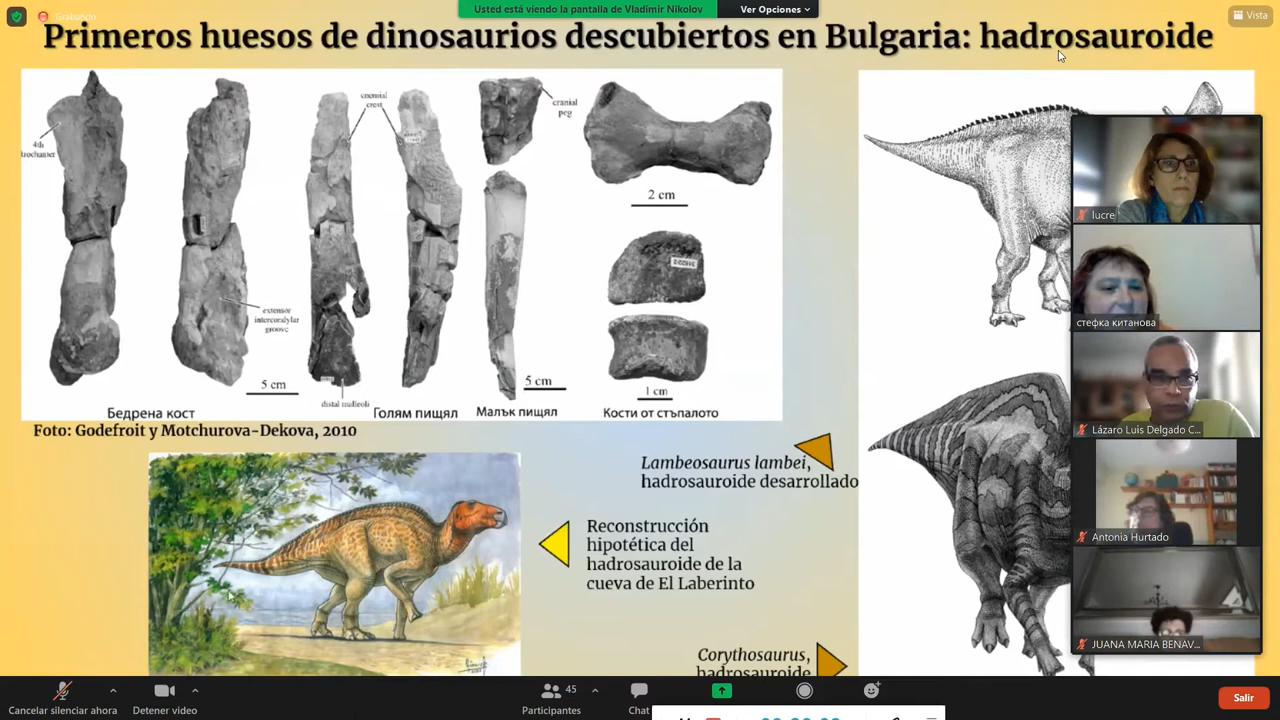 Grabación
Usted está viendo la pantalla de Vladimir Nikolov
Ver Opciones
Vista
Primeros huesos de dinosaurios descubiertos en Bulgaria: hadrosauroide
4th
trochanter
cnemial
crest
cranial
peg
2 cm
extensor
intercondylar
groove
5 cm
distal malleoli
5 cm
1 cm
Бедрена кост
Голям пищял
Малък пищял
Кости от стъпалото
Foto: Godefroit y Motchurova-Dekova, 2010
Lambeosaurus lambei,
hadrosauroide desarrollado
Reconstrucción
hipotética del
hadrosauroide de la
cueva de El Laberinto
Corythosaurus,
hadrosauroide
lucre
стефка китанова
Lázaro Luis Delgado C...
Antonia Hurtado
JUANA MARIA BENAV...
Cancelar silenciar ahora
Detener video
45
Participantes
Chat
Salir